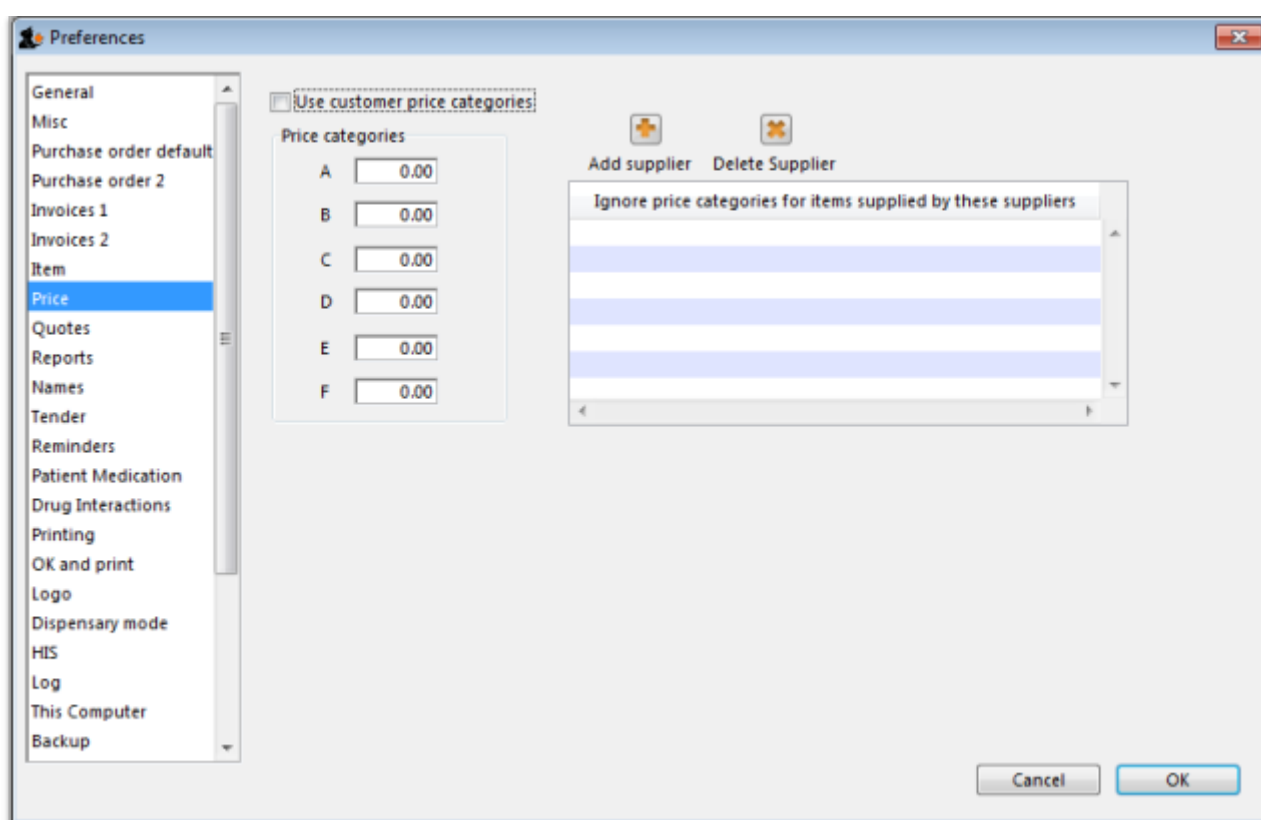 Preferences
General
Misc
Purchase order default
Purchase order 2
Invoices 1
Invoices 2
Item
Price
Quotes
Reports
Names
Tender
Reminders
Patient Medication
Drug Interactions
Printing
OK and print
Logo
Dispensary mode
HIS
Log
This Computer
Backup
Use customer price categories
Price categories
A 0.00
B 0.00
C 0.00
D 0.00
E 0.00
F 0.00
Add supplier Delete Supplier
Ignore price categories for items supplied by these suppliers
Cancel OK